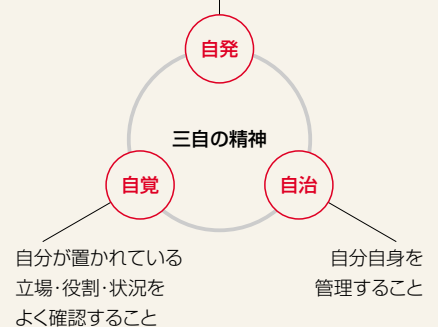 自発
三自の精神
自覚
自治
自分が置かれている
立場・役割・状況を
よく確認すること
自分自身を
管理すること